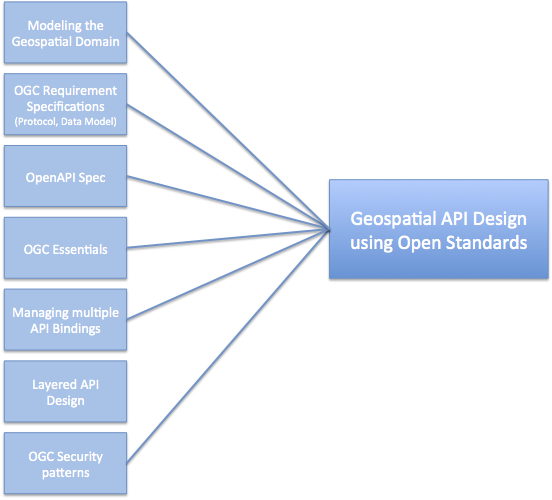 Modeling the
Geospatial Domain
OGC Requirement
Specifications
(Protocol, Data Model)
OpenAPI Spec
OGC Essentials
Managing multiple
API Bindings
Layered API
Design
OGC Security
patterns
Geospatial API Design
using Open Standards